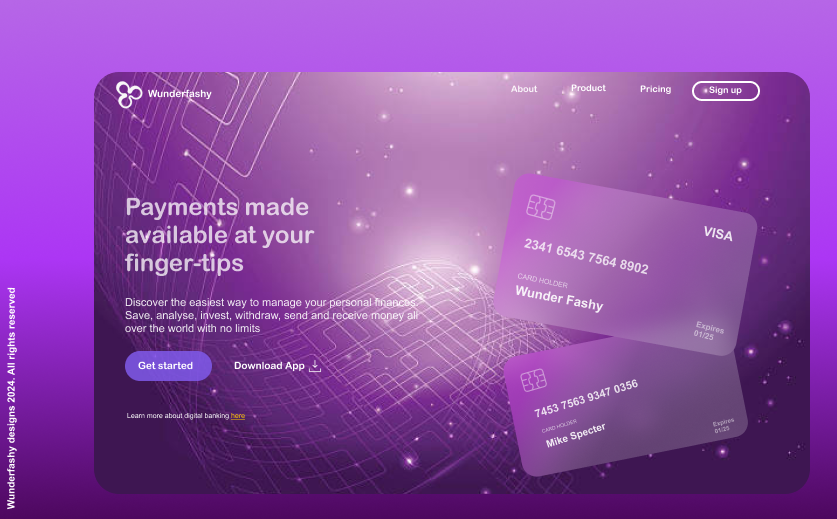 Wunderfashy
About
Product
Pricing
Sign up
Payments made
available at your
finger-tips
Discover the easiest way to manage your personal finances.
Save, analyse, invest, withdraw, send and receive money all
over the world with no limits
Get started
Download App
Learn more about digital banking here
VISA
2341 6543 7564 8902
CARD HOLDER
Wunder Fashy
Expires
01/25
7453 7563 9347 0356
CARD HOLDER
Mike Specter
Expires
01/25
Wunderfashy designs 2024. All rights reserved